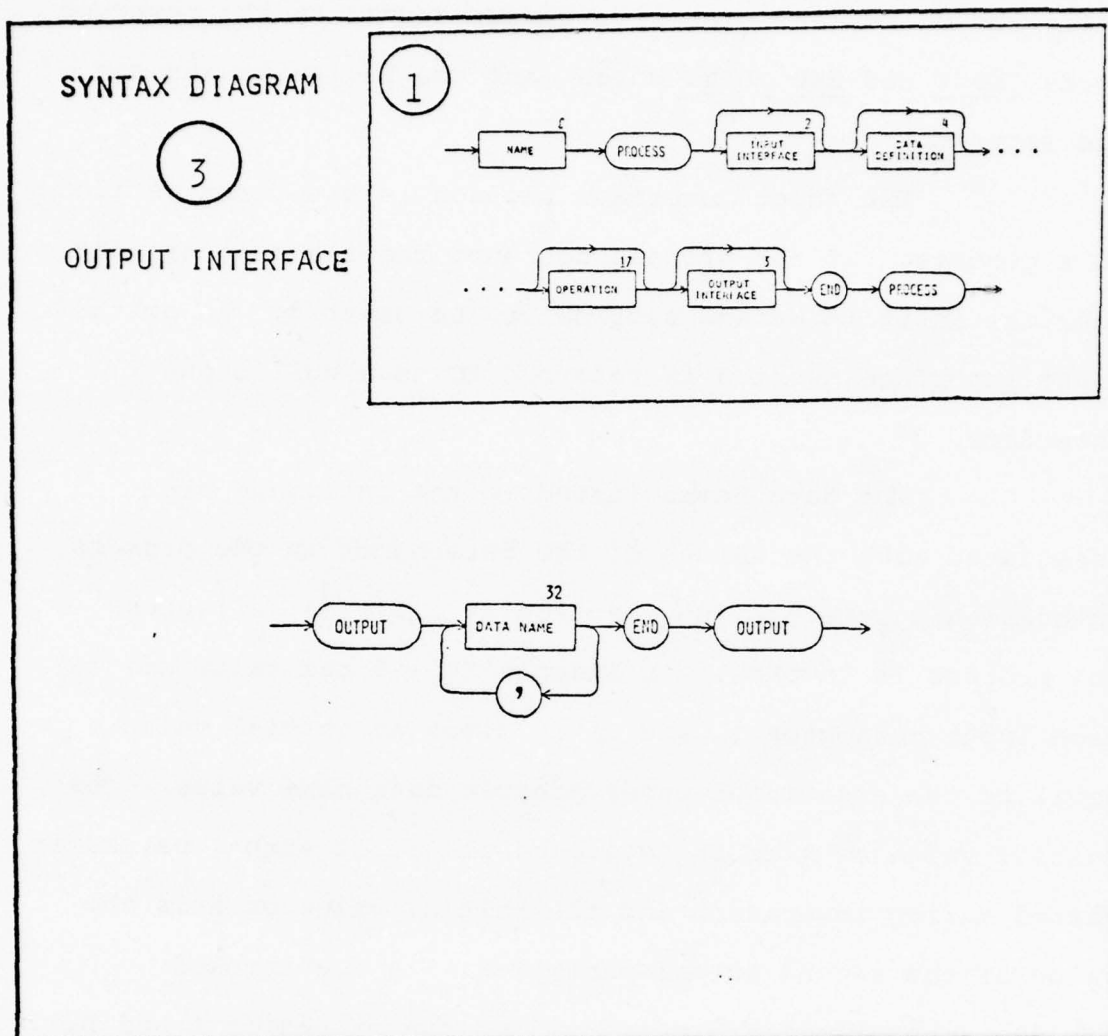 SYNTAX DIAGRAM
3
OUTPUT INTERFACE
1
NAME PROCESS 2 INPUT INTERFACE 4 DATA DEFINITION . . . .
. . . . 17 OPERATION OUTPUT INTERFACE END PROCESS
32
OUTPUT DATA NAME END OUTPUT
,